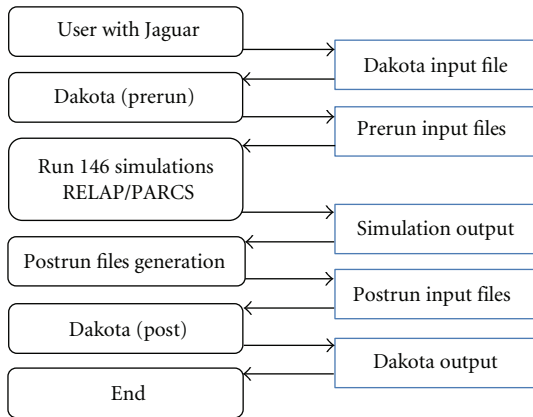 User with Jaguar
Dakota input file
Dakota (prerun)
Prerun input files
Run 146 simulations
RELAP/PARCS
Simulation output
Postrun files generation
Postrun input files
Dakota (post)
Dakota output
End